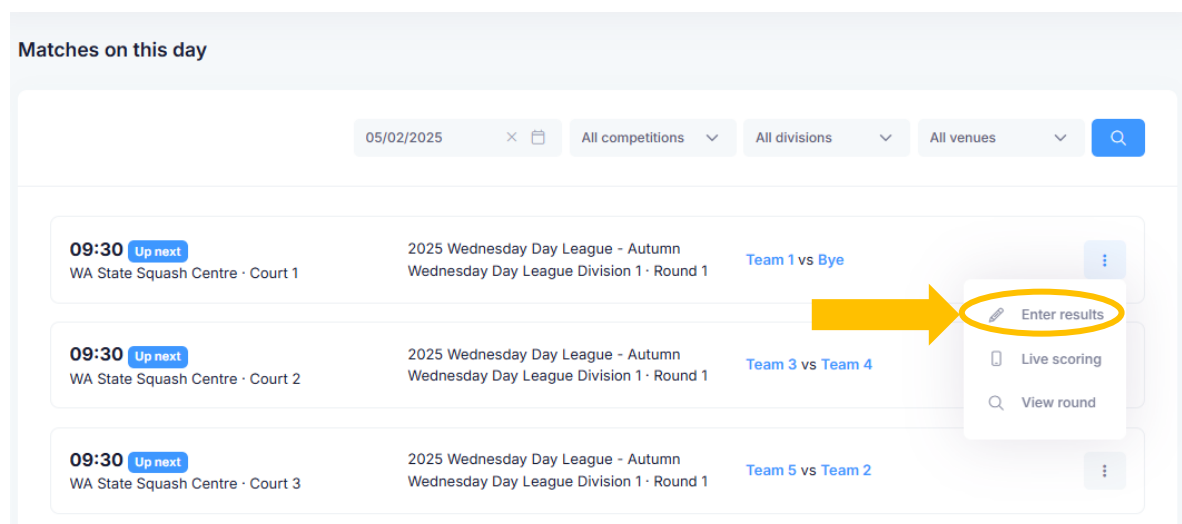 Matches on this day
05/02/2025
All competitions
All divisions
All venues
09:30 Up next
WA State Squash Centre · Court 1
2025 Wednesday Day League - Autumn
Wednesday Day League Division 1 · Round 1
Team 1 vs Bye
Enter results
Live scoring
View round
09:30 Up next
WA State Squash Centre · Court 2
2025 Wednesday Day League - Autumn
Wednesday Day League Division 1 · Round 1
Team 3 vs Team 4
09:30 Up next
WA State Squash Centre · Court 3
2025 Wednesday Day League - Autumn
Wednesday Day League Division 1 · Round 1
Team 5 vs Team 2